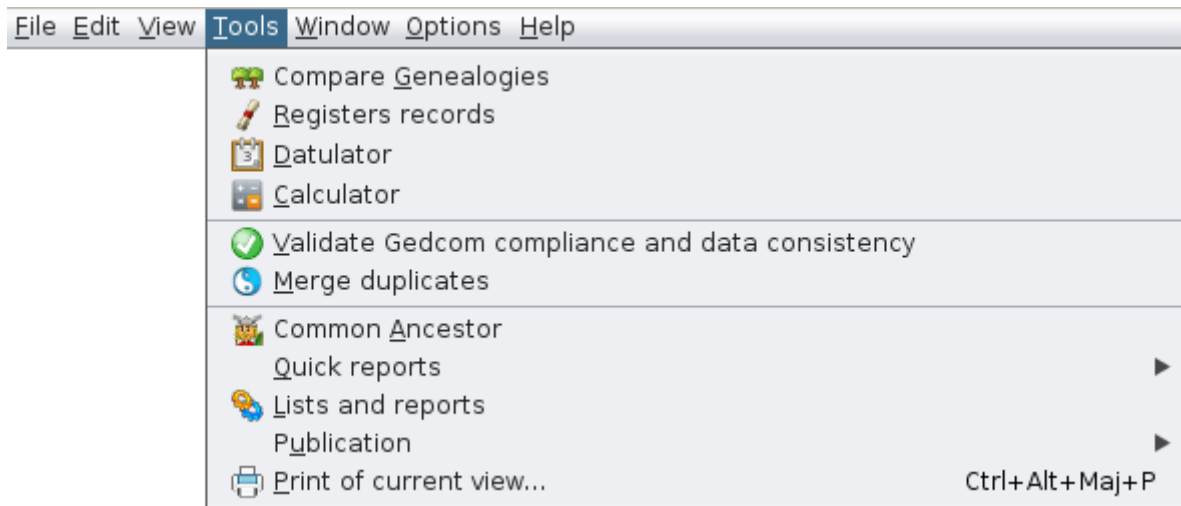 File Edit View Tools Window Options Help
Compare Genealogies
Registers records
3
Datulator
Calculator
Validate Gedcom compliance and data consistency
Merge duplicates
Common Ancestor
Quick reports
Lists and reports
Publication
Print of current view... Ctrl+Alt+Maj+P